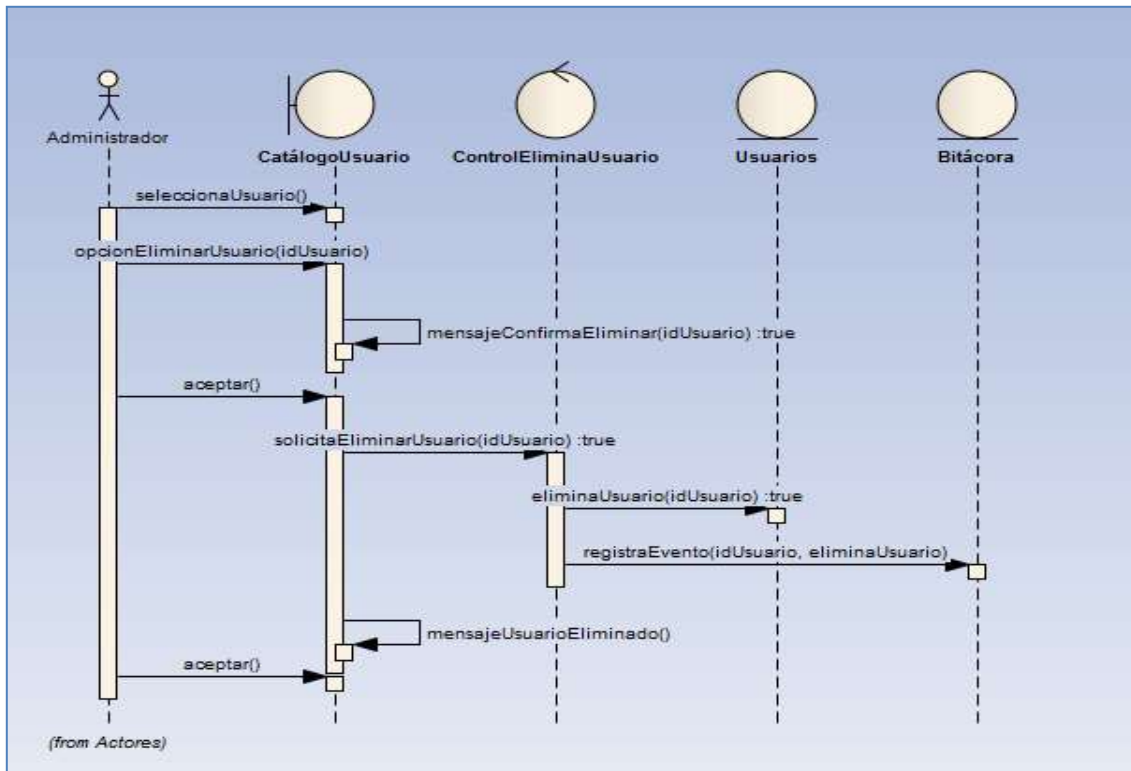 Administrador
CatálogoUsuario
ControlEliminaUsuario
Usuarios
Bitácora
seleccionaUsuario()
opcionEliminarUsuario(idUsuario)
mensajeConfirmaEliminar(idUsuario) :true
aceptar()
solicitaEliminarUsuario(idUsuario) :true
eliminaUsuario(idUsuario) :true
registraEvento(idUsuario, eliminaUsuario)
mensajeUsuarioEliminado()
aceptar()
(from Actores)